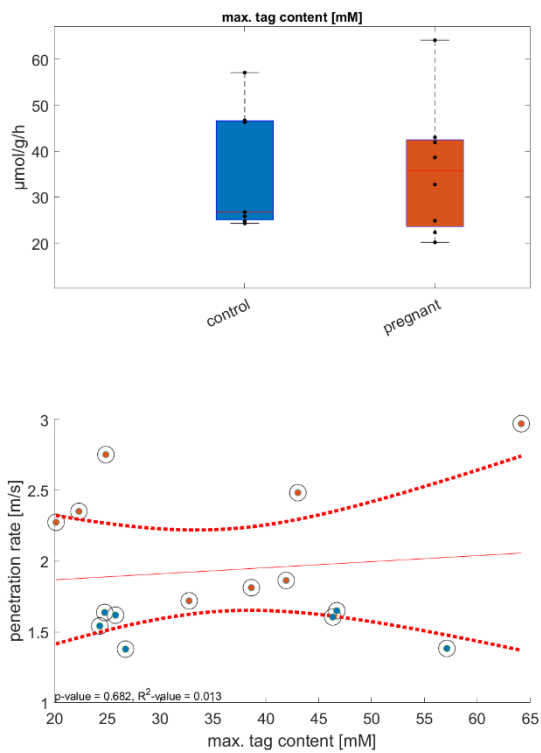 max. tag content [mM]
60
50
40
30
20
µmol/g/h
control
pregnant
3
2.5
2
1.5
1
penetration rate [m/s]
p-value = 0.682, R²-value = 0.013
20 25 30 35 40 45 50 55 60 65
max. tag content [mM]